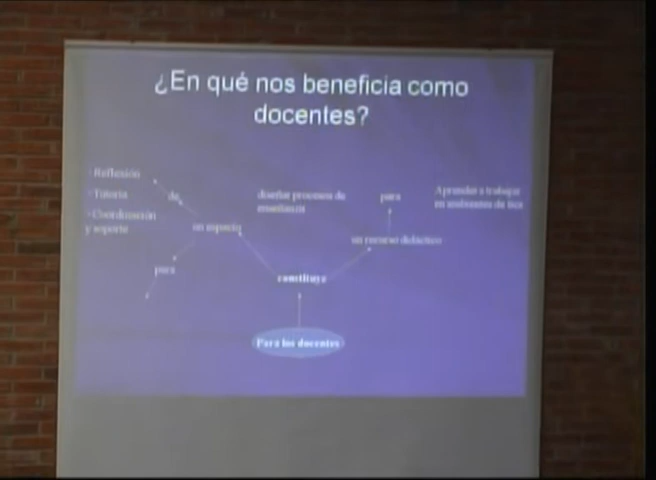 ¿En qué nos beneficia como
docentes?
· Reflexión
· Tutoría
· Coordinación
y soporte
de
un espacio
para
diseñar procesos de
enseñanza
para
Aprender a trabajar
en ambientes de tics
un recurso didáctico
constituye
Para los docentes